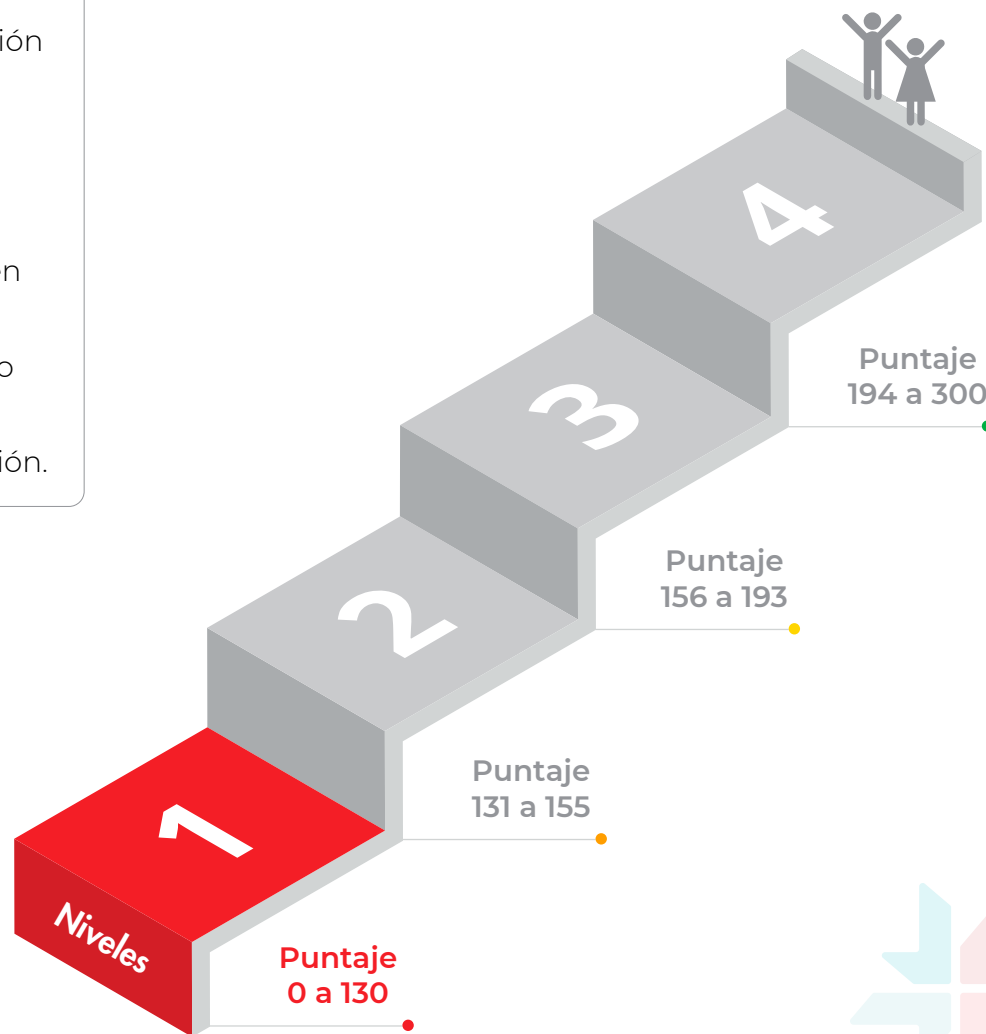 ión
en
o
ión.
4
Puntaje
194 a 300
3
Puntaje
156 a 193
2
Puntaje
131 a 155
1
Niveles
Puntaje
0 a 130